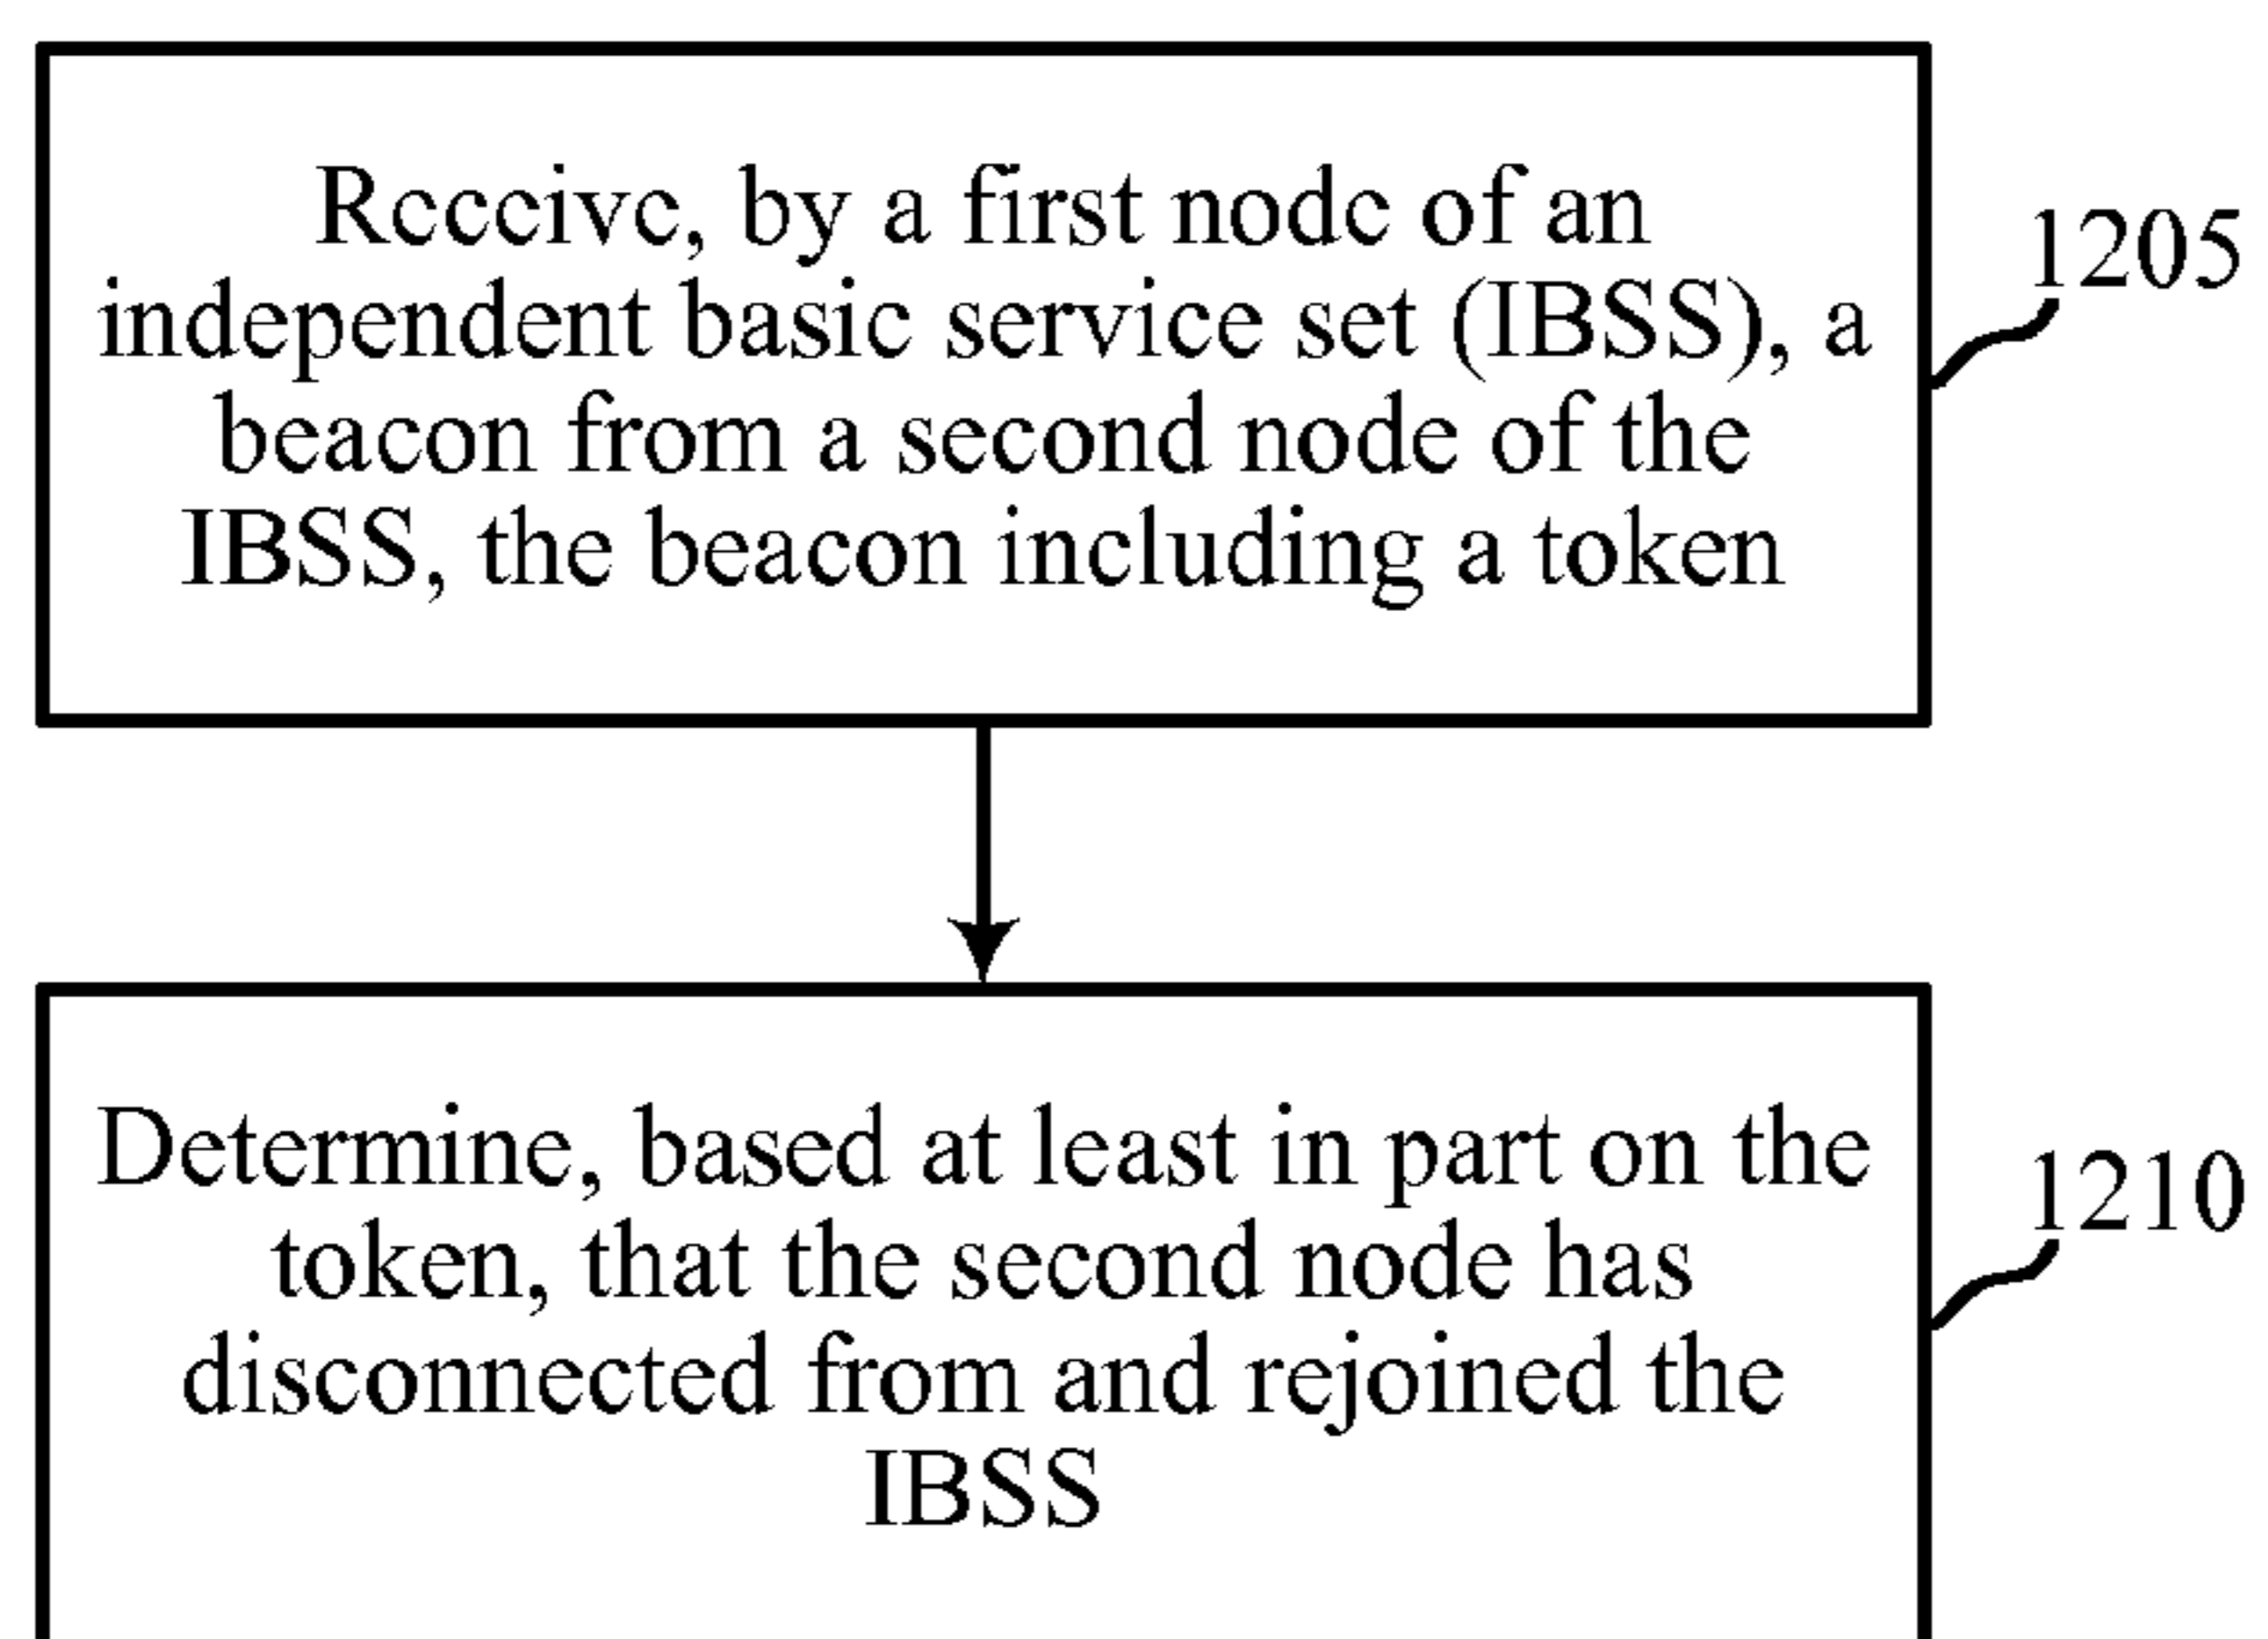 Receive, by a first node of an
independent basic service set (IBSS), a
beacon from a second node of the
IBSS, the beacon including a token
1205
Determine, based at least in part on the
token, that the second node has
disconnected from and rejoined the
IBSS
1210